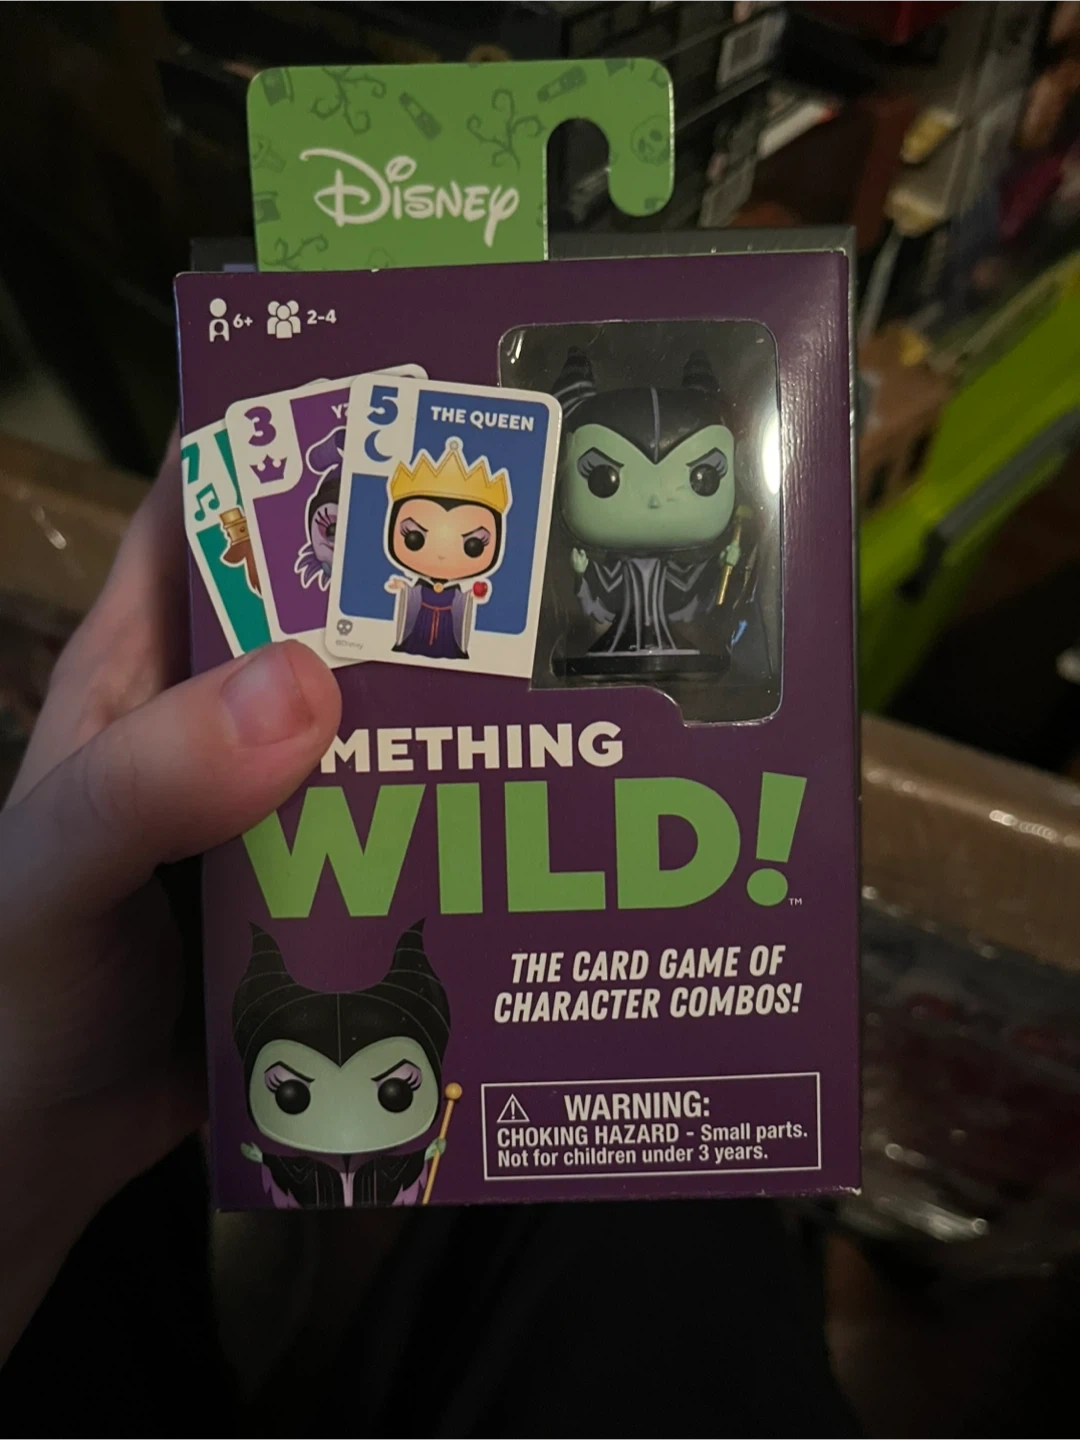 Disney
6+ 2-4
7
3
5
THE QUEEN
©Disney
METHING
WILD!™
THE CARD GAME OF
CHARACTER COMBOS!
WARNING:
CHOKING HAZARD - Small parts.
Not for children under 3 years.